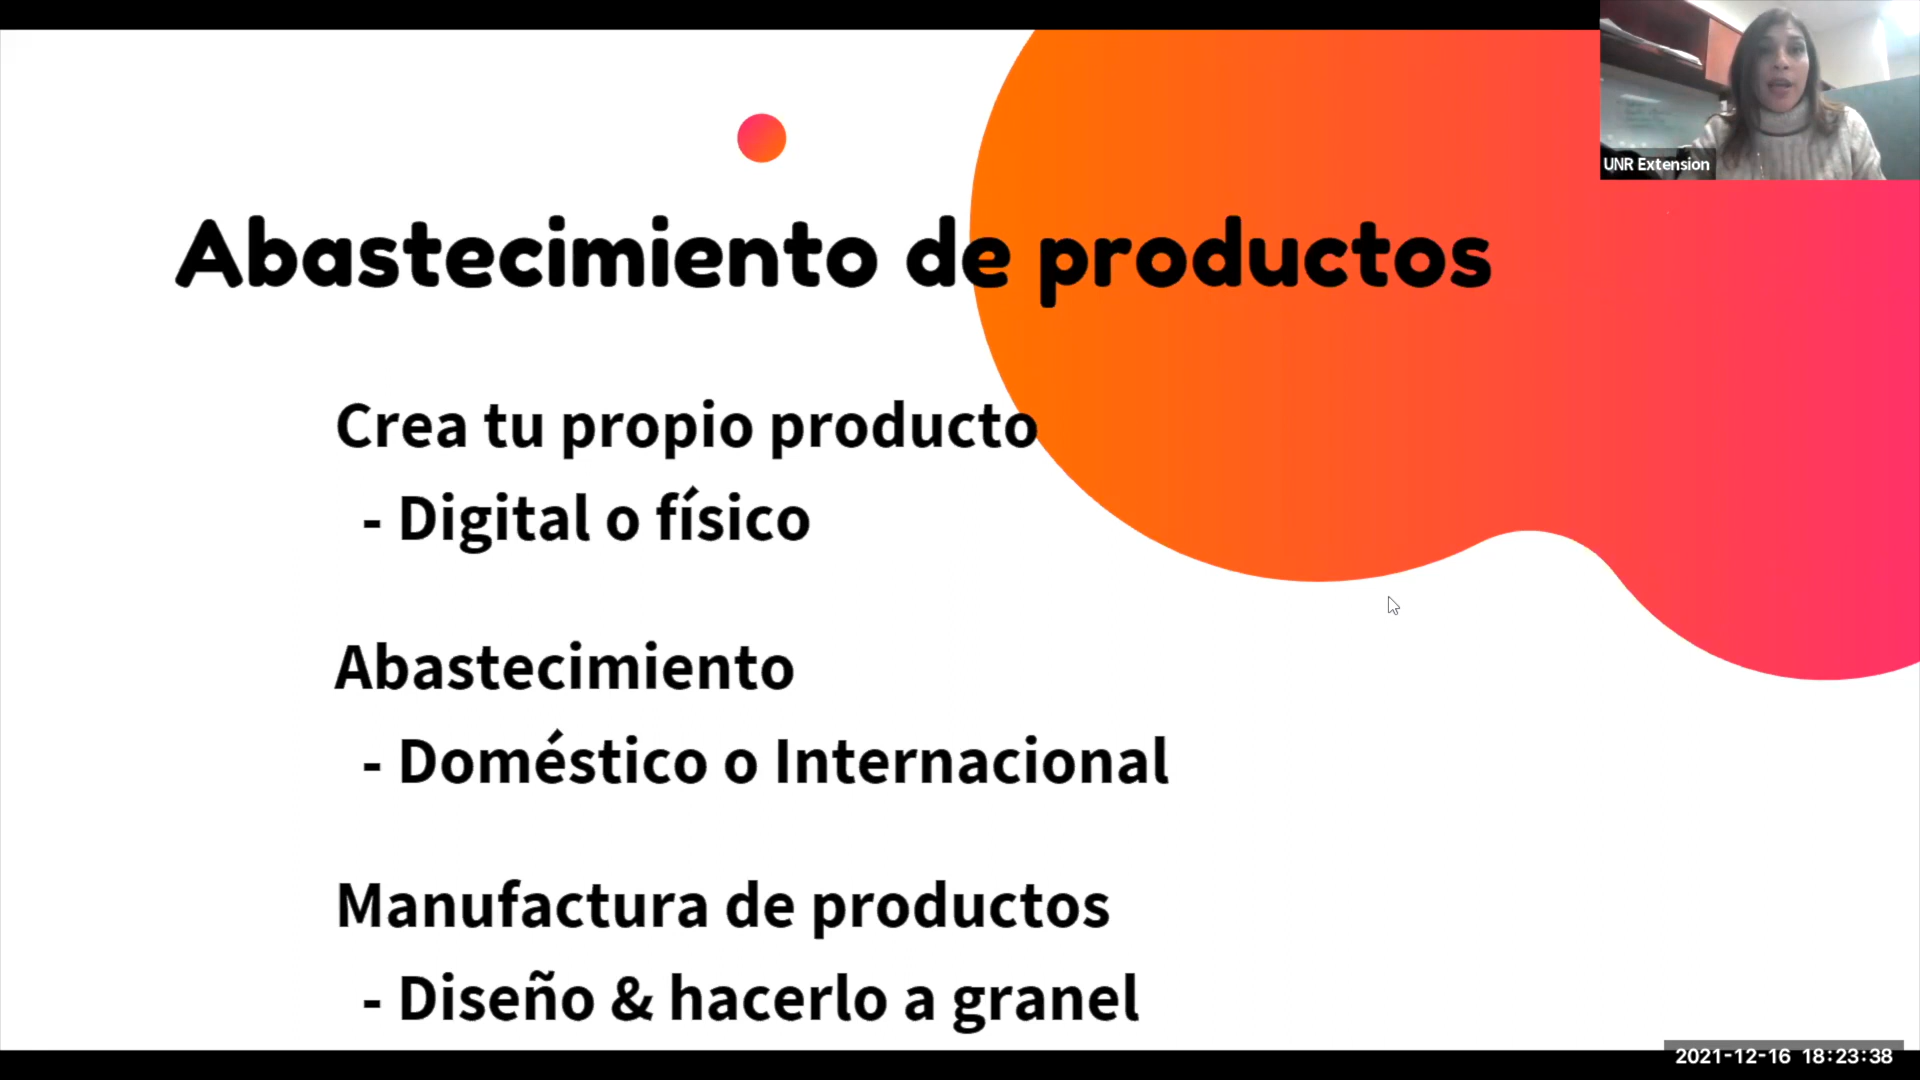 UNR Extension
Abastecimiento de productos
Crea tu propio producto
- Digital o físico
Abastecimiento
- Doméstico o Internacional
Manufactura de productos
- Diseño & hacerlo a granel
2021-12-16 18:23:38